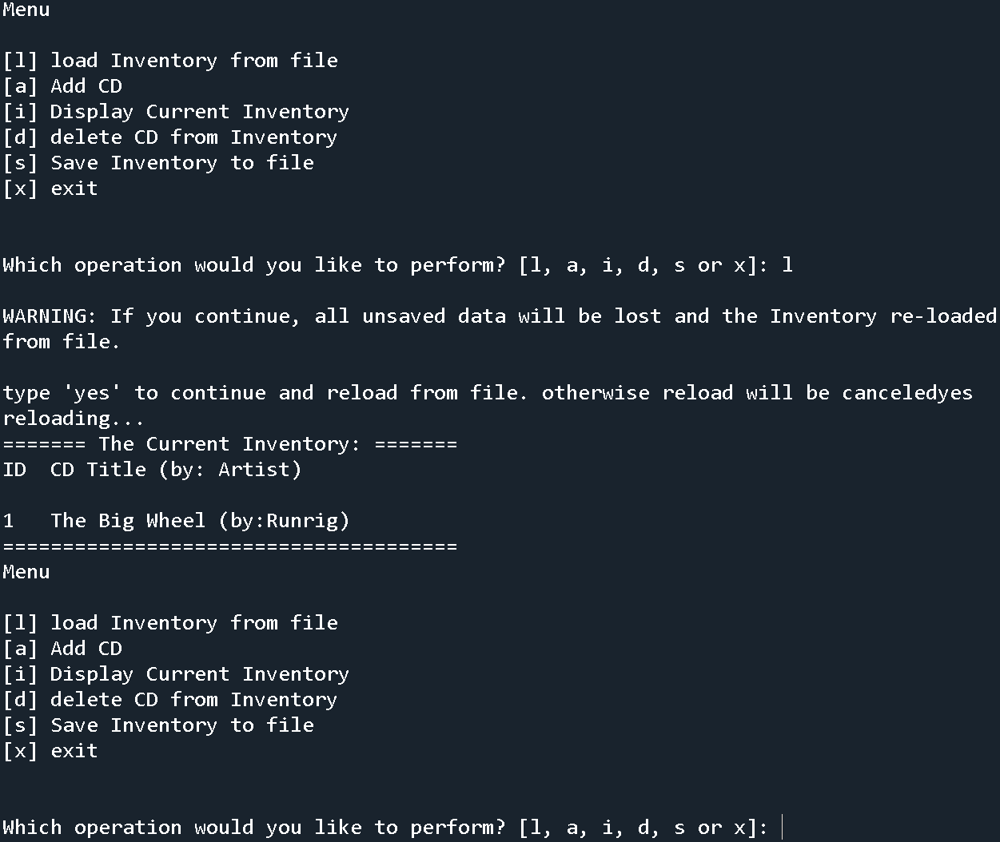 Menu
[l] load Inventory from file
[a] Add CD
[i] Display Current Inventory
[d] delete CD from Inventory
[s] Save Inventory to file
[x] exit
Which operation would you like to perform? [l, a, i, d, s or x]: l
WARNING: If you continue, all unsaved data will be lost and the Inventory re-loaded
from file.
type 'yes' to continue and reload from file. otherwise reload will be canceledyes
reloading...
======= The Current Inventory: =======
ID  CD Title (by: Artist)
1   The Big Wheel (by:Runrig)
======================================
Menu
[l] load Inventory from file
[a] Add CD
[i] Display Current Inventory
[d] delete CD from Inventory
[s] Save Inventory to file
[x] exit
Which operation would you like to perform? [l, a, i, d, s or x]: